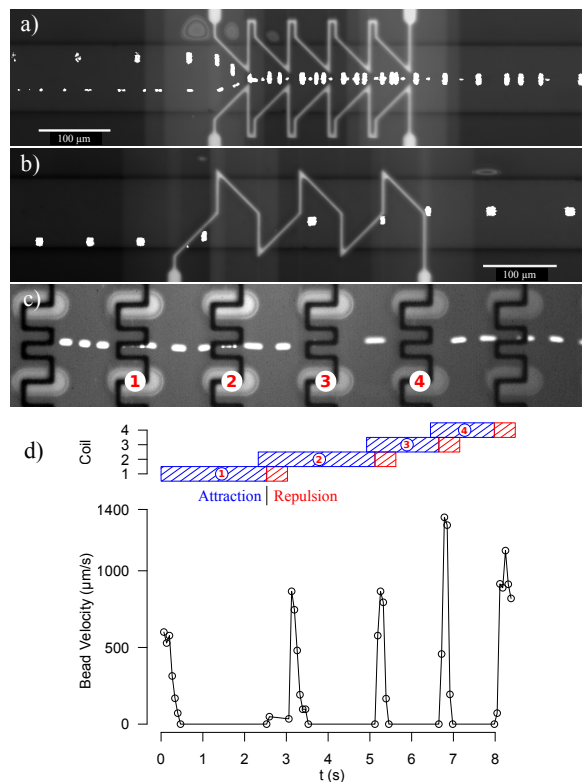 a)
100 µm
b)
100 µm
c)
1 2 3 4
d)
Coil
4
3
2
1
4
3
2
1
Attraction Repulsion
Bead Velocity (µm/s)
1400
1000
500
0
0 1 2 3 4 5 6 7 8
t (s)